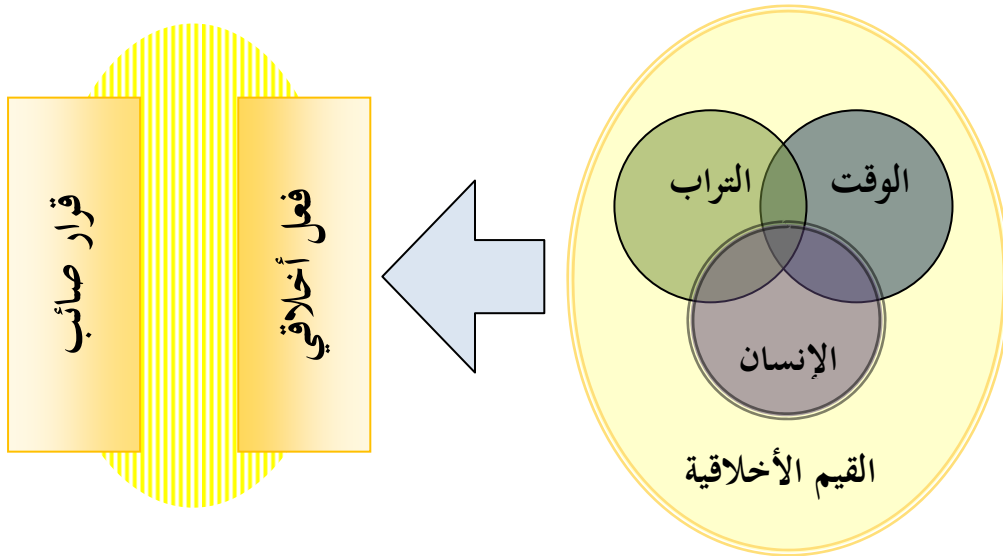 الوقت
التراب
الإنسان
القيم الأخلاقية
فعل أخلاقي
قرار صائب